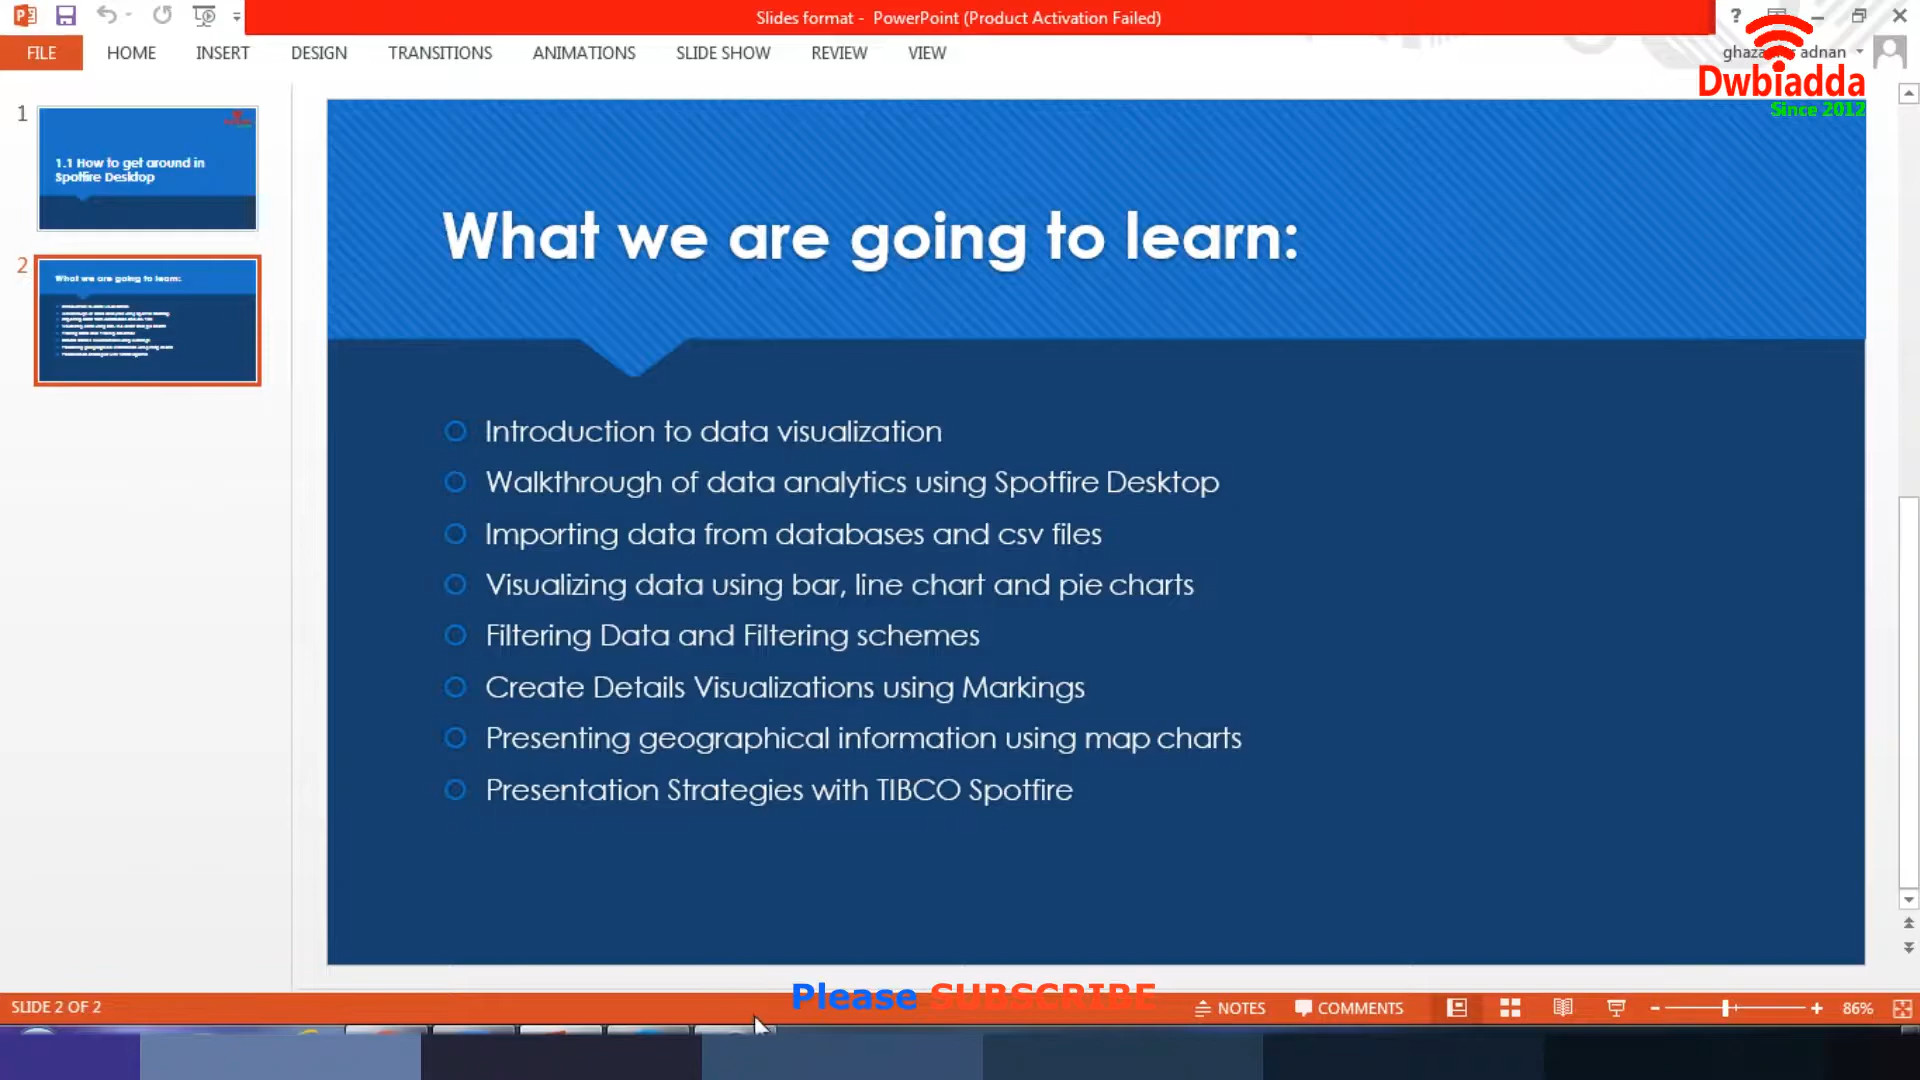 Slides format - PowerPoint (Product Activation Failed)
?
FILE HOME INSERT DESIGN TRANSITIONS ANIMATIONS SLIDE SHOW REVIEW VIEW
adnan
Dwbiadda
Since 2012
1
1.1 How to get around in
Spotfire Desktop
2
What we are going to learn:
What we are going to learn:
Introduction to data visualization
Walkthrough of data analytics using Spotfire Desktop
Importing data from databases and csv files
Visualizing data using bar, line chart and pie charts
Filtering Data and Filtering schemes
Create Details Visualizations using Markings
Presenting geographical information using map charts
Presentation Strategies with TIBCO Spotfire
Please SUBSCRIBE
SLIDE 2 OF 2 NOTES COMMENTS 86%